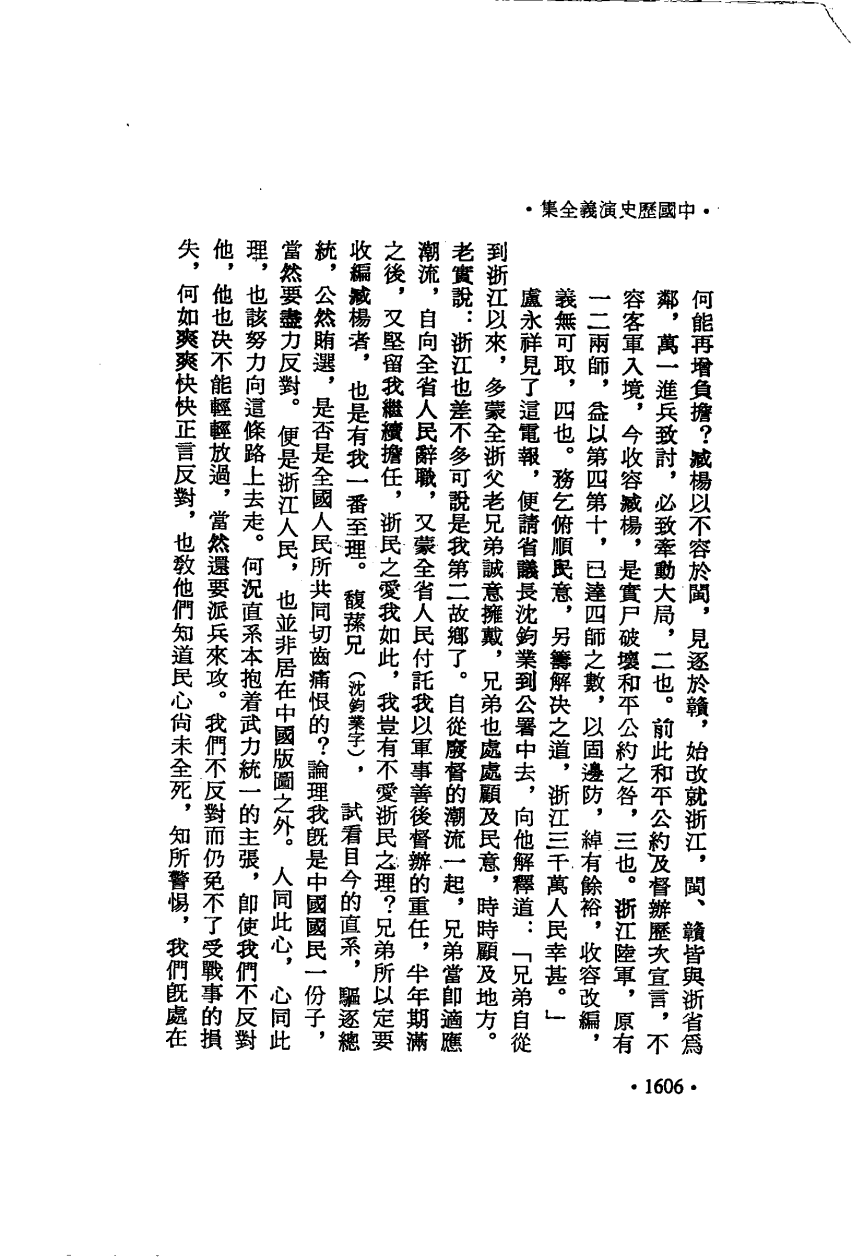 •中國歷史演義全集•
何能再增負擔？臧楊以不容於閩，見逐於贛，始改就浙江，閩、贛皆與浙省爲
鄰，萬一進兵致討，必致牽動大局，二也。前此和平公約及督辦歷次宣言，不
容客軍入境，今收容臧楊，是實尸破壞和平公約之咎，三也。浙江陸軍，原有
一二兩師，益以第四第十，已達四師之數，以固邊防，綽有餘裕，收容改編，
義無可取，四也。務乞俯順民意，另籌解決之道，浙江三千萬人民幸甚。」
盧永祥見了這電報，便請省議長沈鈞業到公署中去，向他解釋道：「兄弟自從
到浙江以來，多蒙全浙父老兄弟誠意擁戴，兄弟也處處顧及民意，時時顧及地方。
老實說：浙江也差不多可說是我第二故鄉了。自從廢督的潮流一起，兄弟當卽適應
潮流，自向全省人民辭職，又蒙全省人民付託我以軍事善後督辦的重任，半年期滿
之後，又堅留我繼續擔任，浙民之愛我如此，我豈有不愛浙民之理？兄弟所以定要
收編臧楊者，也是有我一番至理。馥蓀兄（沈鈞業字），試看目今的直系，驅逐總
統，公然賄選，是否是全國人民所共同切齒痛恨的？論理我旣是中國國民一份子，
當然要盡力反對。便是浙江人民，也並非居在中國版圖之外。人同此心，心同此
理，也該努力向這條路上去走。何況直系本抱着武力統一的主張，卽使我們不反對
他，他也決不能輕輕放過，當然還要派兵來攻。我們不反對而仍免不了受戰事的損
失，何如爽爽快快正言反對，也敎他們知道民心尙未全死，知所警惕，我們旣處在
•1606•